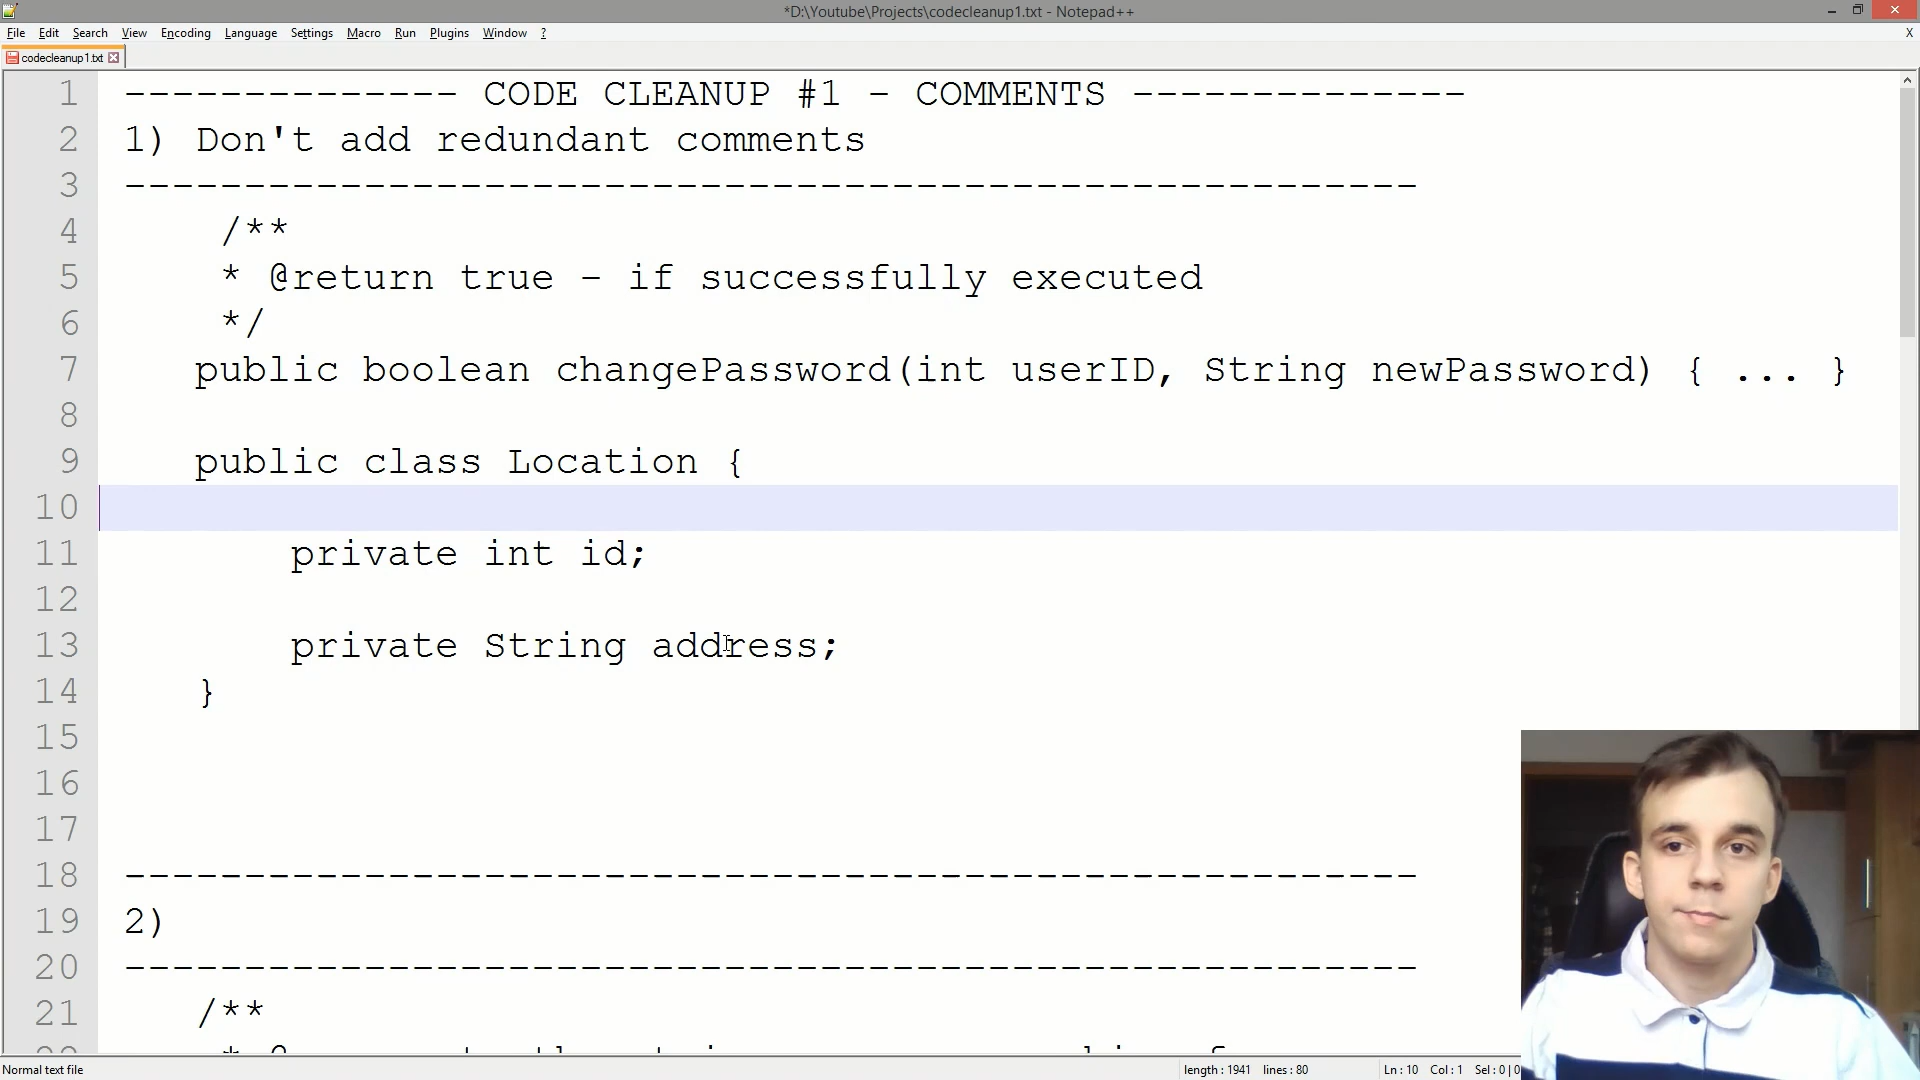 *D:\Youtube\Projects\codecleanup1.txt - Notepad++
File Edit Search View Encoding Language Settings Macro Run Plugins Window ? X
codecleanup1.txt
1 -------------- CODE CLEANUP #1 - COMMENTS --------------
2 1) Don't add redundant comments
3 ------------------------------------------------------
4 /**
5 * @return true - if successfully executed
6 */
7 public boolean changePassword(int userID, String newPassword) { ... }
8
9 public class Location {
10
11 private int id;
12
13 private String address;
14 }
15
16
17
18 ------------------------------------------------------
19 2)
20 ------------------------------------------------------
21 /**
Normal text file length : 1941 lines : 80 Ln : 10 Col : 1 Sel : 0 | 0